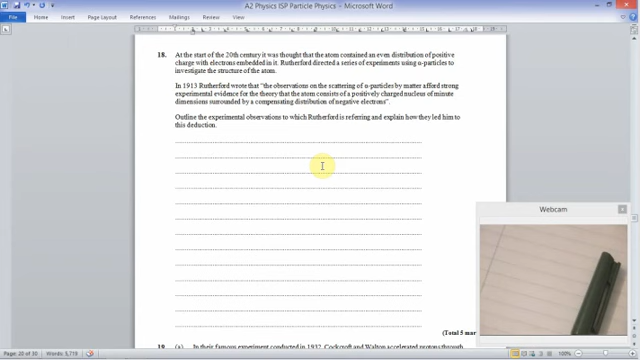 A2 Physics ISP Particle Physics - Microsoft Word
File Home Insert Page Layout References Mailings Review View
18. At the start of the 20th century it was thought that the atom contained an even distribution of positive
charge with electrons embedded in it. Rutherford directed a series of experiments using α-particles to
investigate the structure of the atom.
In 1913 Rutherford wrote that "the observations on the scattering of α-particles by matter afford strong
experimental evidence for the theory that the atom consists of a positively charged nucleus of minute
dimensions surrounded by a compensating distribution of negative electrons".
Outline the experimental observations to which Rutherford is referring and explain how they led him to
this deduction.
Webcam
(Total 5 mar
19. (a) In their famous experiment conducted in 1932, Cockcroft and Walton accelerated protons through
Page: 20 of 30 Words: 5,719
100%